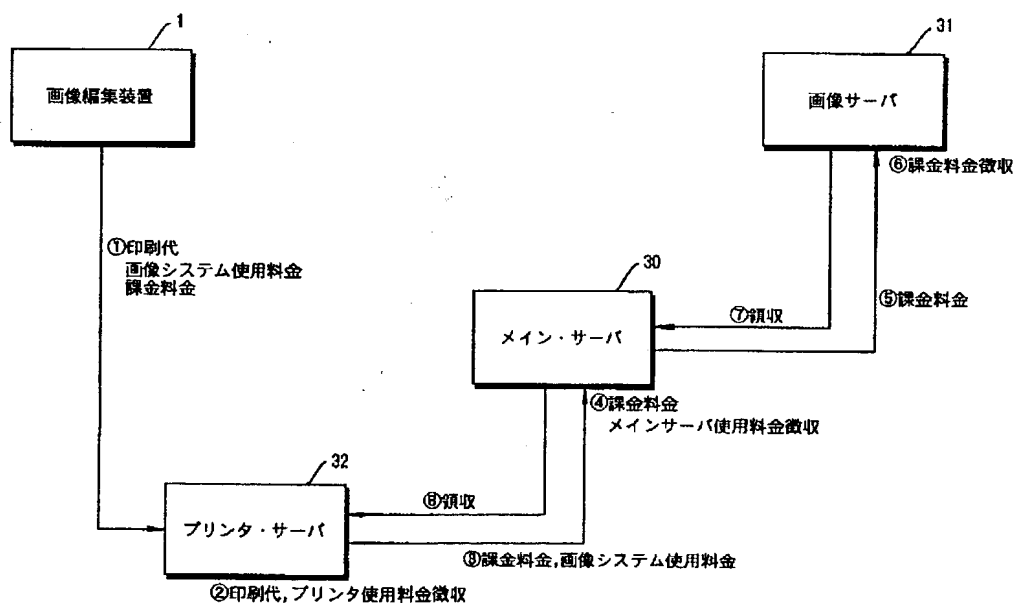 1
画像編集装置
31
画像サーバ
⑥課金料金徴収
①印刷代
画像システム使用料金
課金料金
30
メイン・サーバ
⑦領収
⑤課金料金
④課金料金
メインサーバ使用料金徴収
32
プリンタ・サーバ
⑧領収
③課金料金,画像システム使用料金
②印刷代,プリンタ使用料金徴収